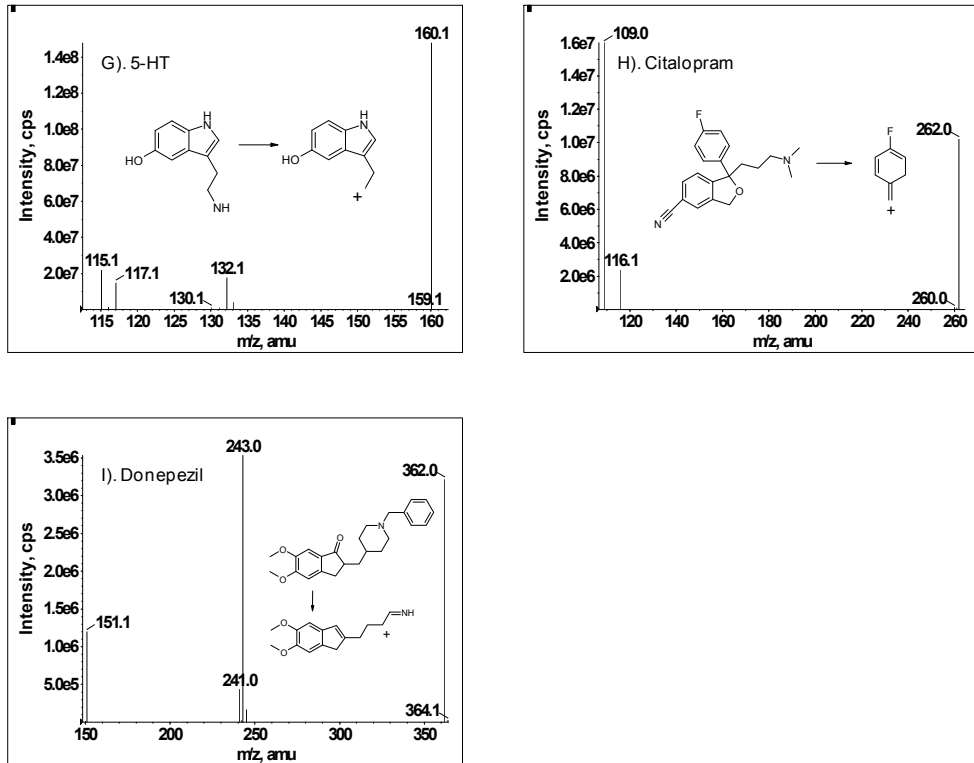 G). 5-HT
Intensity, cps
1.4e8
1.2e8
1.0e8
8.0e7
6.0e7
4.0e7
2.0e7
160.1
115.1
117.1
130.1
132.1
159.1
H
N
HO
NH
H
N
HO
+
115 120 125 130 135 140 145 150 155 160
m/z, amu
H). Citalopram
Intensity, cps
1.6e7
1.4e7
1.2e7
1.0e7
8.0e6
6.0e6
4.0e6
2.0e6
109.0
262.0
116.1
260.0
F
N
O
N
F
+
120 140 160 180 200 220 240 260
m/z, amu
I). Donepezil
Intensity, cps
3.5e6
3.0e6
2.5e6
2.0e6
1.5e6
1.0e6
5.0e5
243.0
362.0
151.1
241.0
364.1
N
O
O
O
NH
O
O
+
150 200 250 300 350
m/z, amu